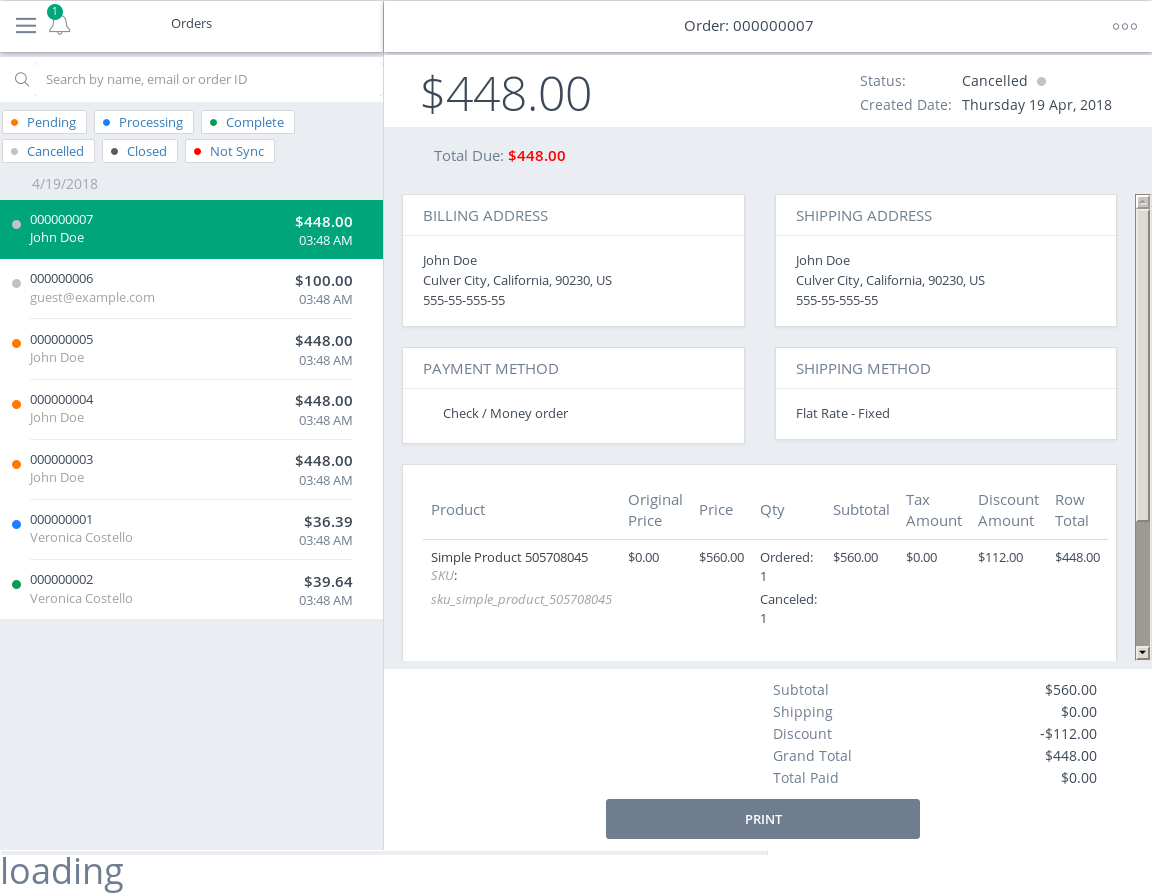 1
Orders
Order: 000000007
Search by name, email or order ID
Pending
Processing
Complete
Cancelled
Closed
Not Sync
4/19/2018
000000007 $448.00
John Doe 03:48 AM
000000006 $100.00
guest@example.com 03:48 AM
000000005 $448.00
John Doe 03:48 AM
000000004 $448.00
John Doe 03:48 AM
000000003 $448.00
John Doe 03:48 AM
000000001 $36.39
Veronica Costello 03:48 AM
000000002 $39.64
Veronica Costello 03:48 AM
$448.00
Status: Cancelled
Created Date: Thursday 19 Apr, 2018
Total Due: $448.00
BILLING ADDRESS
John Doe
Culver City, California, 90230, US
555-55-555-55
SHIPPING ADDRESS
John Doe
Culver City, California, 90230, US
555-55-555-55
PAYMENT METHOD
Check / Money order
SHIPPING METHOD
Flat Rate - Fixed
Product
Original
Price
Price
Qty
Subtotal
Tax
Amount
Discount
Amount
Row
Total
Simple Product 505708045
SKU:
sku_simple_product_505708045
$0.00
$560.00
Ordered:
1
Canceled:
1
$560.00
$0.00
$112.00
$448.00
Subtotal $560.00
Shipping $0.00
Discount -$112.00
Grand Total $448.00
Total Paid $0.00
PRINT
loading